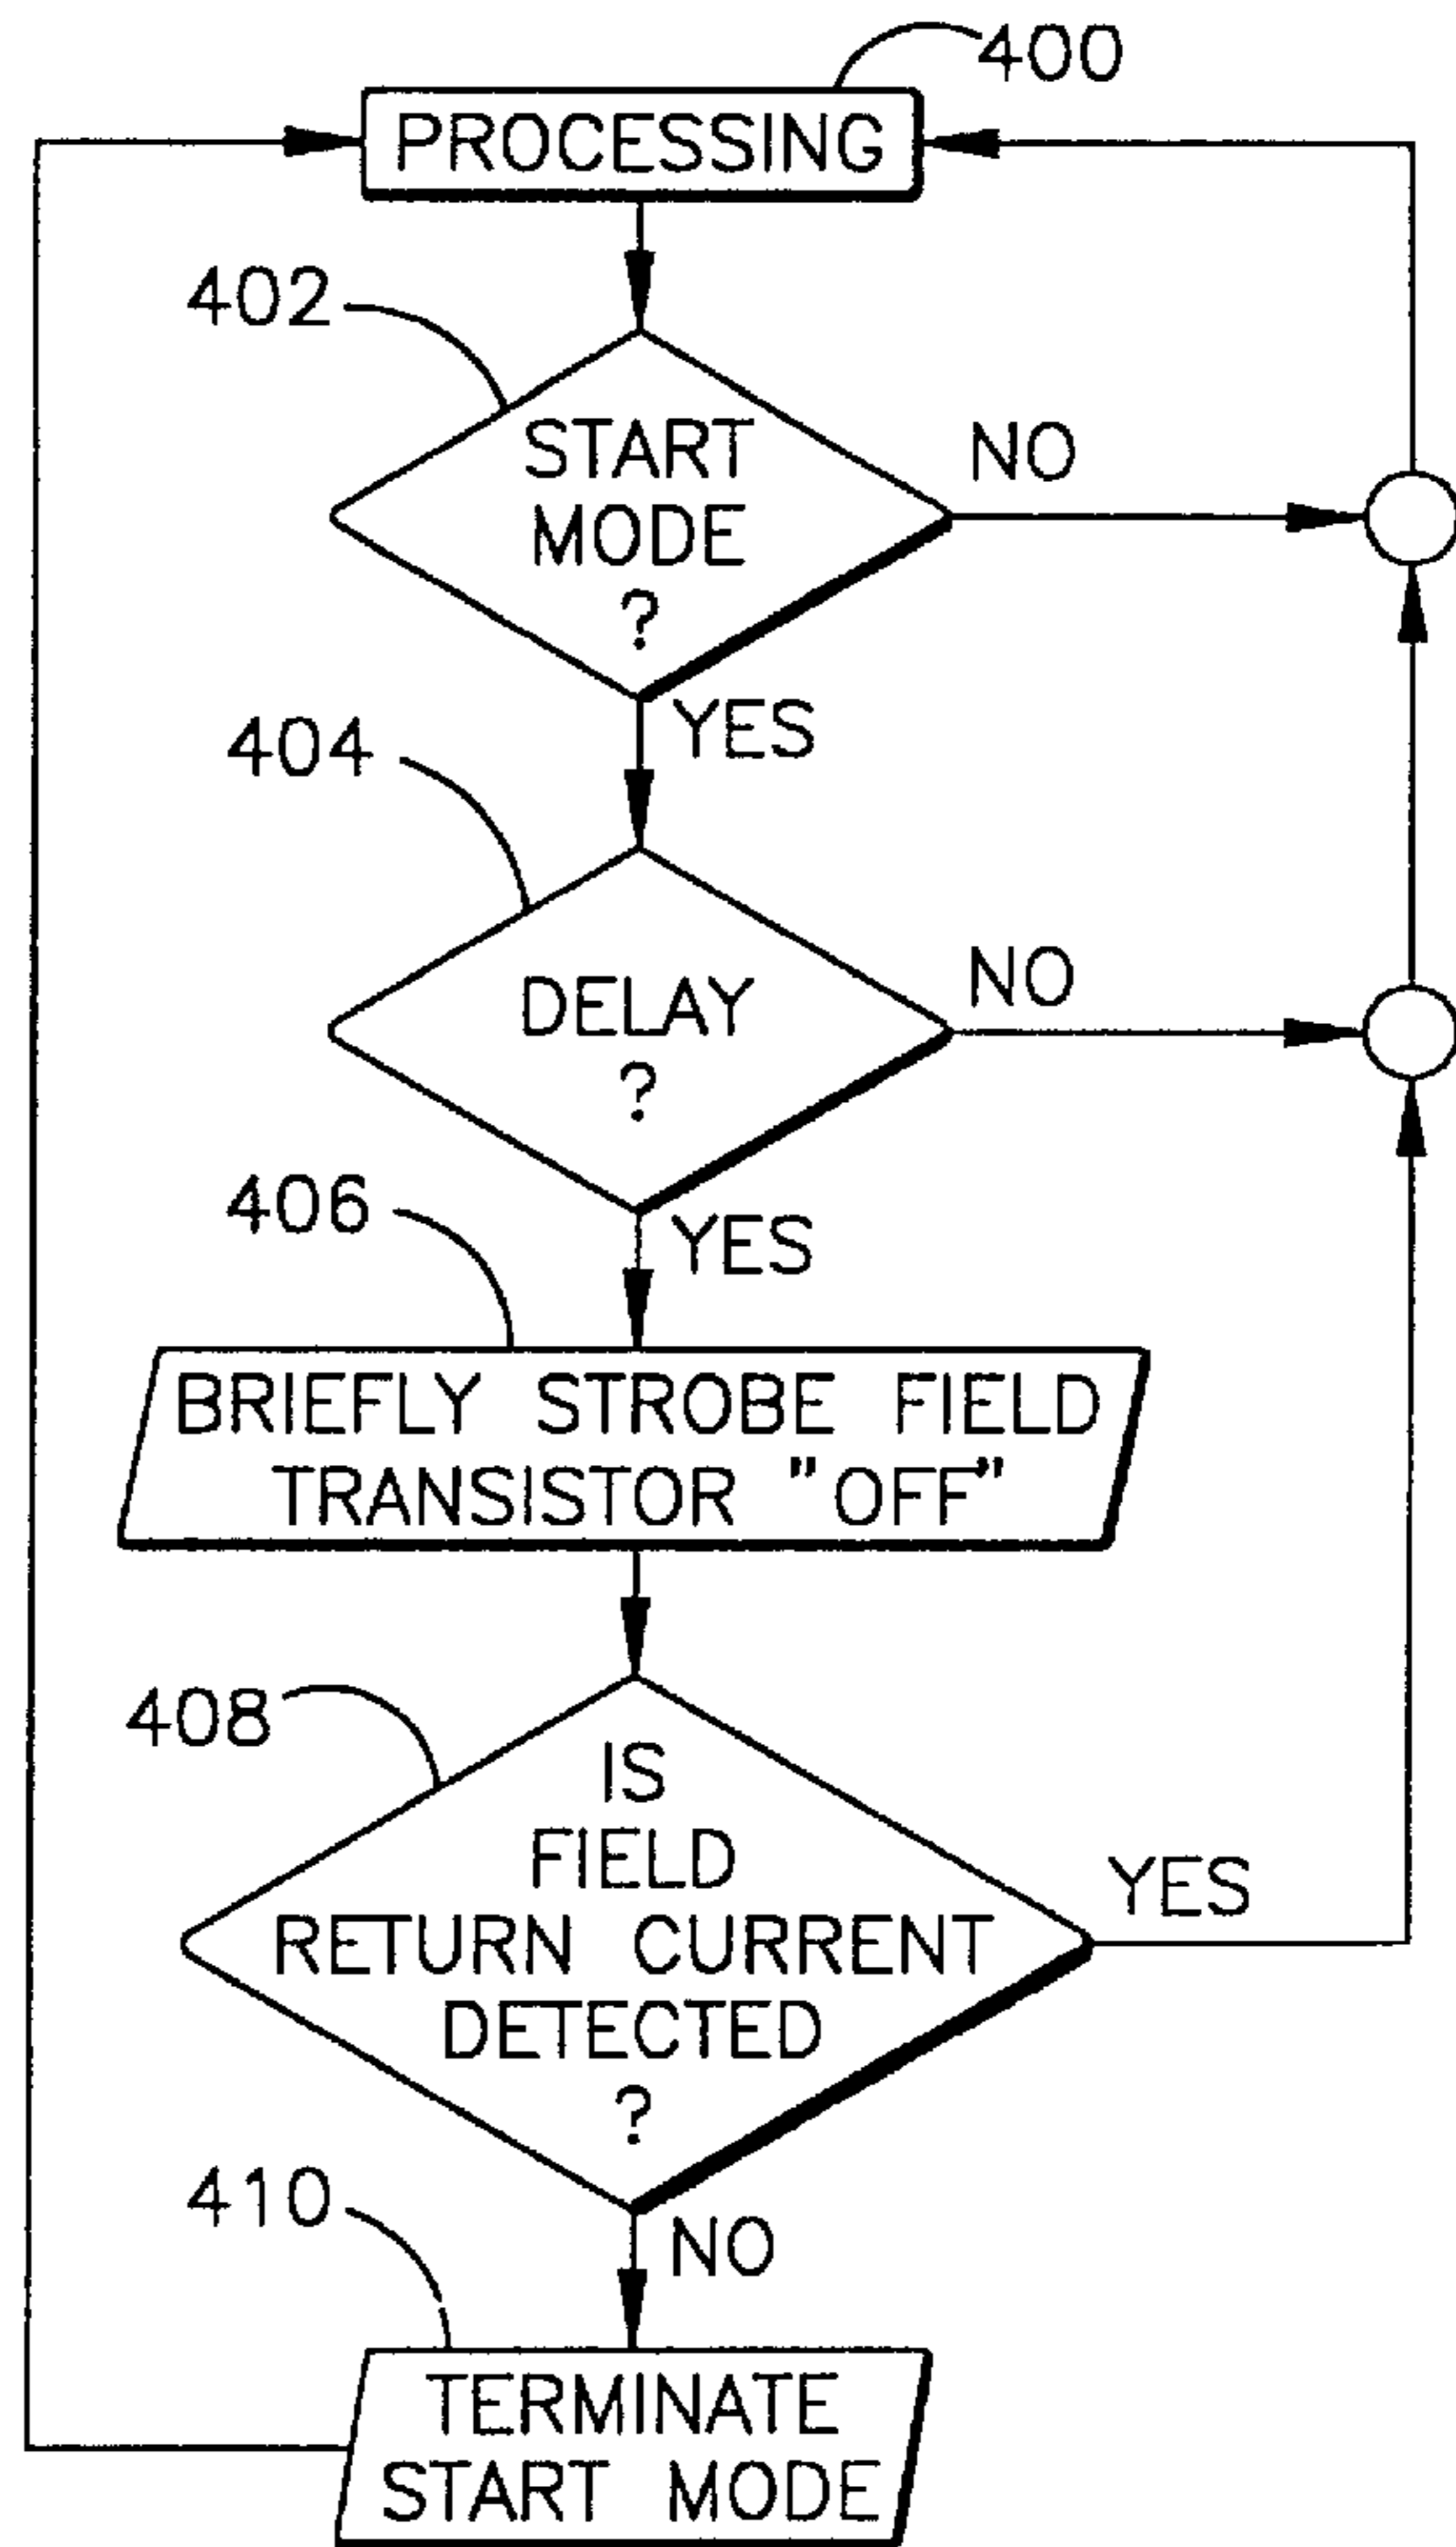 400
PROCESSING
402
START
MODE
?
NO
YES
404
DELAY
?
NO
YES
406
BRIEFLY STROBE FIELD
TRANSISTOR "OFF"
408
IS
FIELD
RETURN CURRENT
DETECTED
?
YES
NO
410
TERMINATE
START MODE